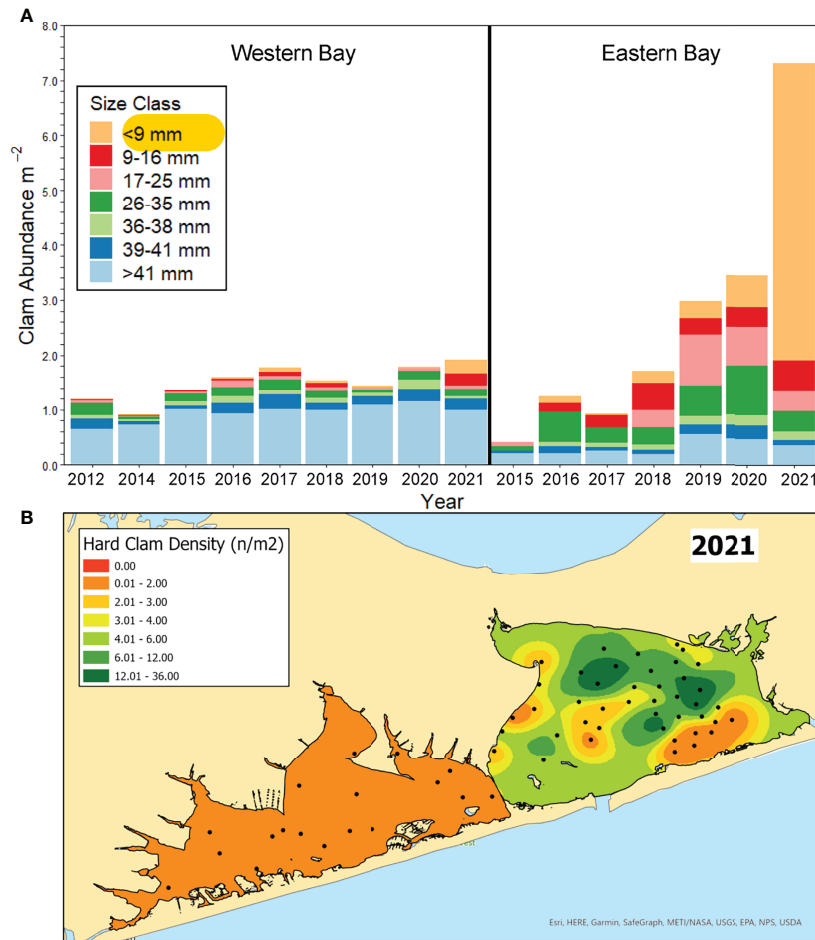 A
8.0
7.0
6.0
5.0
4.0
3.0
2.0
1.0
0.0
Clam Abundance m⁻²
Western Bay
Eastern Bay
Size Class
<9 mm
9-16 mm
17-25 mm
26-35 mm
36-38 mm
39-41 mm
>41 mm
2012 2014 2015 2016 2017 2018 2019 2020 2021 2015 2016 2017 2018 2019 2020 2021
Year
B
Hard Clam Density (n/m2)
0.00
0.01 - 2.00
2.01 - 3.00
3.01 - 4.00
4.01 - 6.00
6.01 - 12.00
12.01 - 36.00
2021
Esri, HERE, Garmin, SafeGraph, METI/NASA, USGS, EPA, NPS, USDA